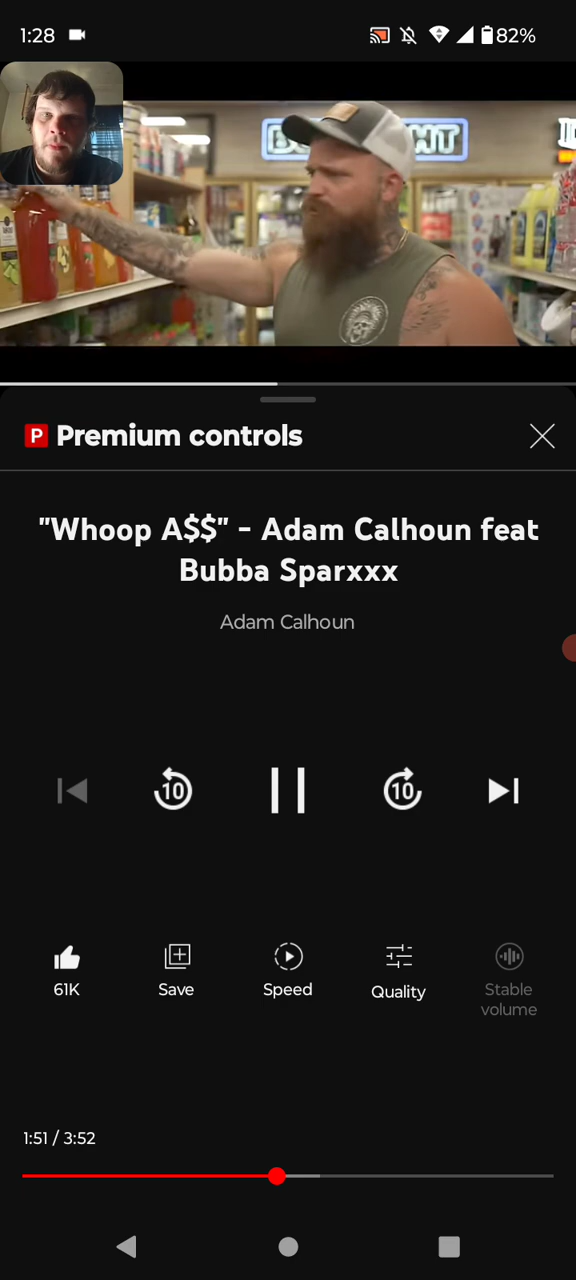 1:28
82%
P Premium controls
"Whoop A$$" - Adam Calhoun feat
Bubba Sparxxx
Adam Calhoun
10
10
61K
Save
Speed
Quality
Stable
volume
1:51 / 3:52